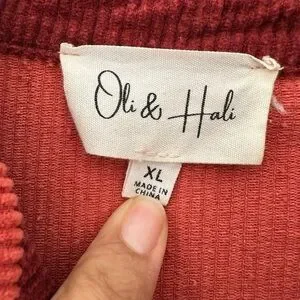 Oli & Hali
XL
MADE IN
CHINA